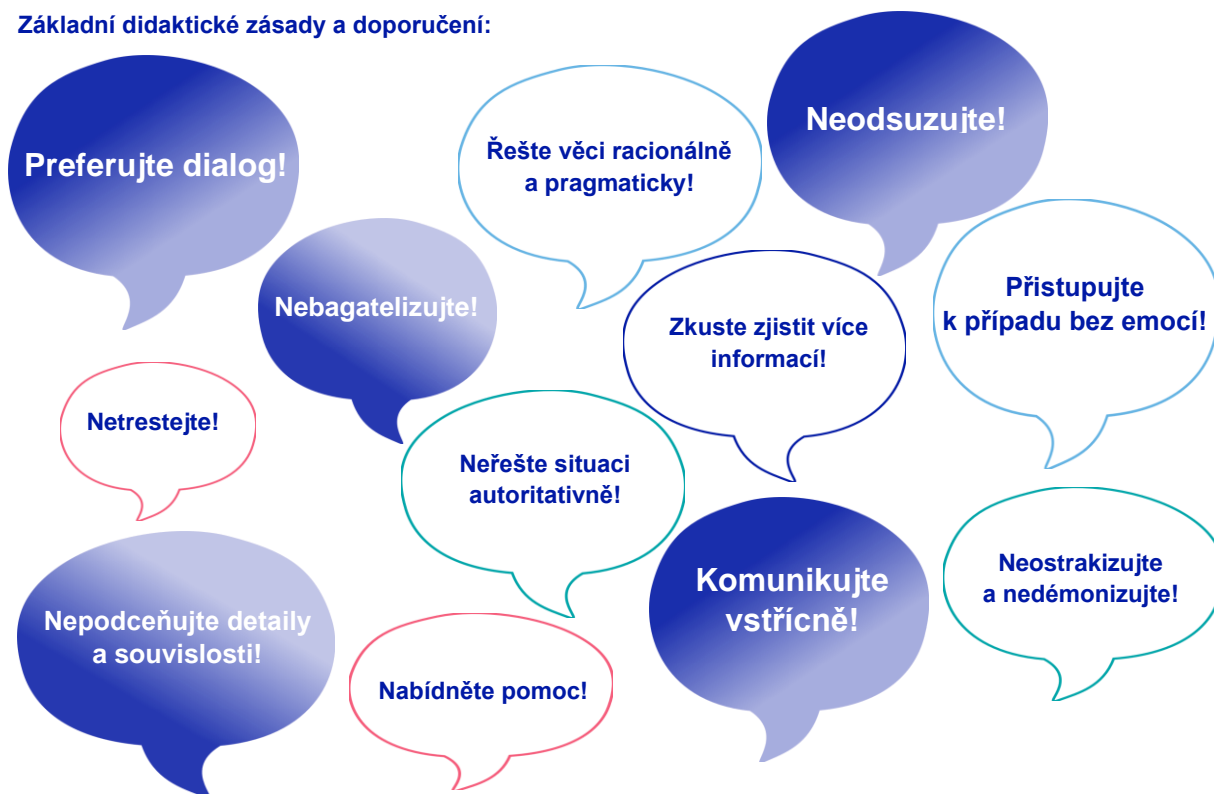 Základní didaktické zásady a doporučení:
Preferujte dialog!
Řešte věci racionálně
a pragmaticky!
Neodsuzujte!
Nebagatelizujte!
Zkuste zjistit více
informací!
Přistupujte
k případu bez emocí!
Netrestejte!
Neřešte situaci
autoritativně!
Komunikujte
vstřícně!
Neostrakizujte
a nedémonizujte!
Nepodceňujte detaily
a souvislosti!
Nabídněte pomoc!